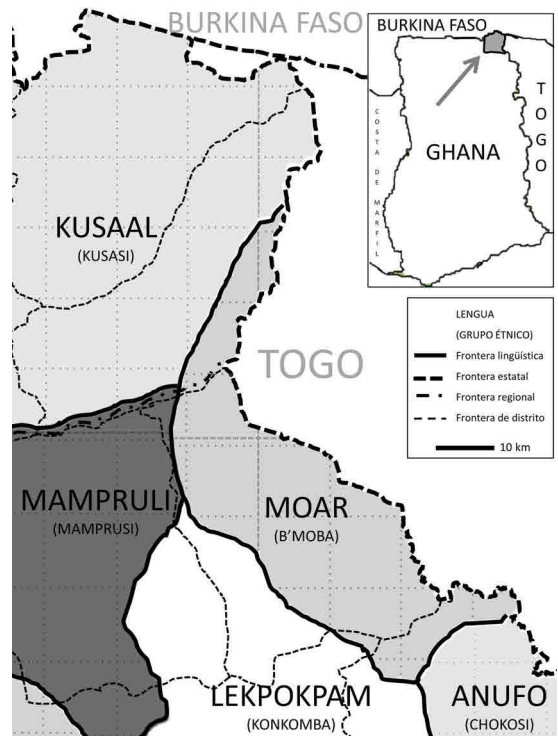 BURKINA FASO
BURKINA FASO
TOGO
COSTA DE MARFIL
GHANA
KUSAAL
(KUSASI)
LENGUA
(GRUPO ÉTNICO)
Frontera lingüística
Frontera estatal
Frontera regional
Frontera de distrito
10 km
TOGO
MAMPRULI
(MAMPRUSI)
MOAR
(B'MOBA)
LEKPOKPAM
(KONKOMBA)
ANUFO
(CHOKOSI)